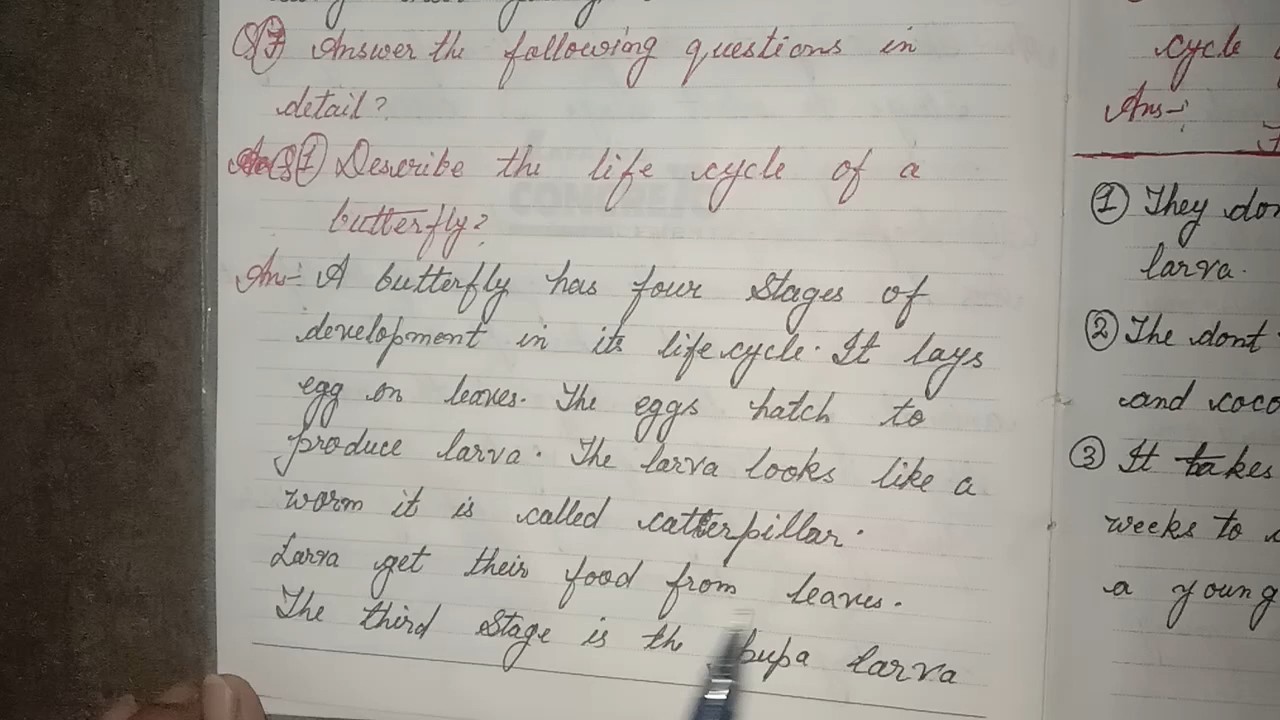 Q7 Answer the following questions in
detail?
Q1 Describe the life cycle of a
butterfly?
Ans- A butterfly has four stages of
development in its life cycle. It lays
egg on leaves. The eggs hatch to
produce larva. The larva looks like a
worm it is called catterpillar.
Larva get their food from leaves.
The third stage is th pupa larva
cycle
Ans-
① They don
larva.
② The dont
and coco
③ It takes
weeks to
a young